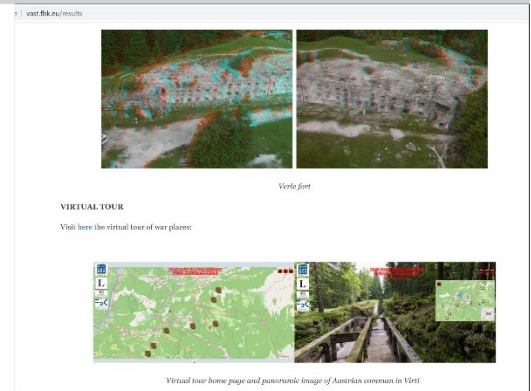 vast.fbk.eu/results
Verle fort
VIRTUAL TOUR
Visit here the virtual tour of war places:
L
L
Virtual tour home page and panoramic image of Austrian comman in Virti